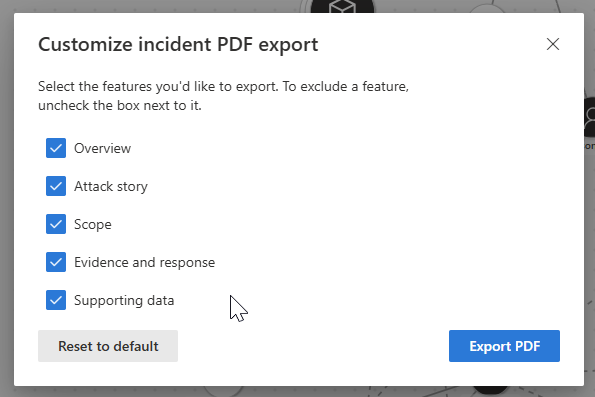 Customize incident PDF export
Select the features you'd like to export. To exclude a feature,
uncheck the box next to it.
Overview
Attack story
Scope
Evidence and response
Supporting data
Reset to default
Export PDF